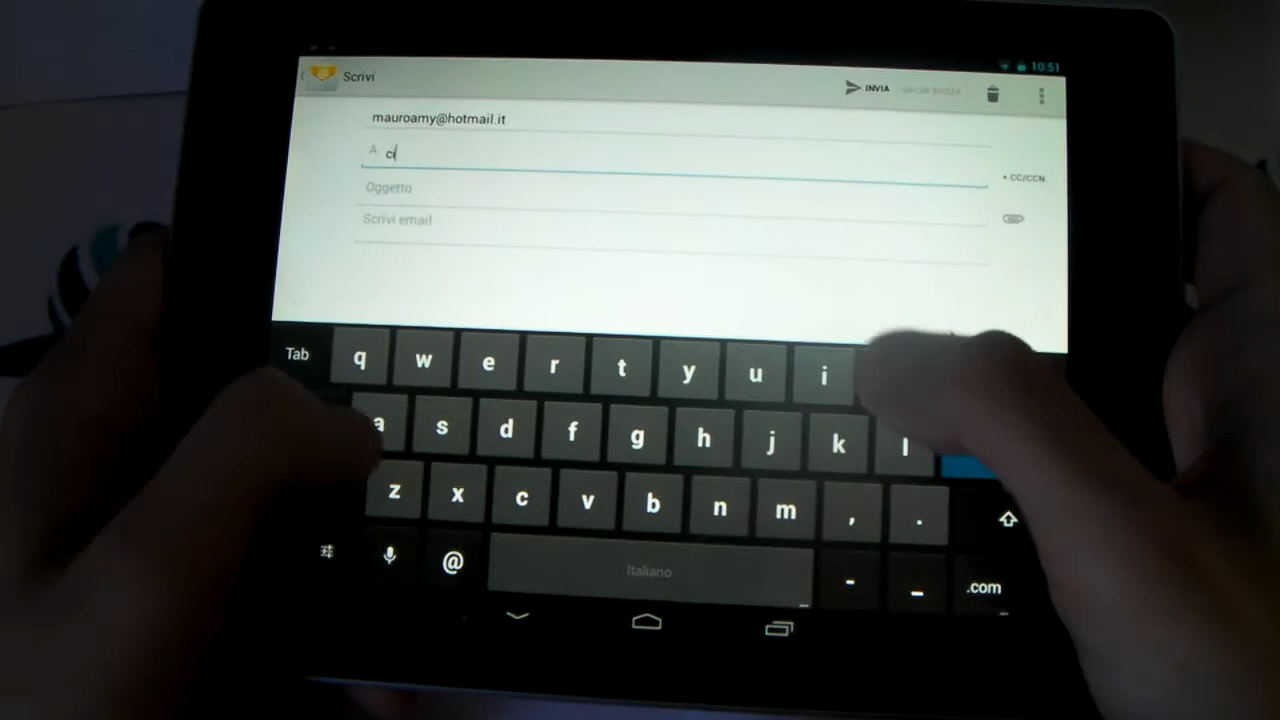 10:51
Scrivi
INVIA
mauroamy@hotmail.it
A ci
+ CC/CCN
Oggetto
Scrivi email
Tab q w e r t y u i
a s d f g h j k l
z x c v b n m , .
@ Italiano - _ .com